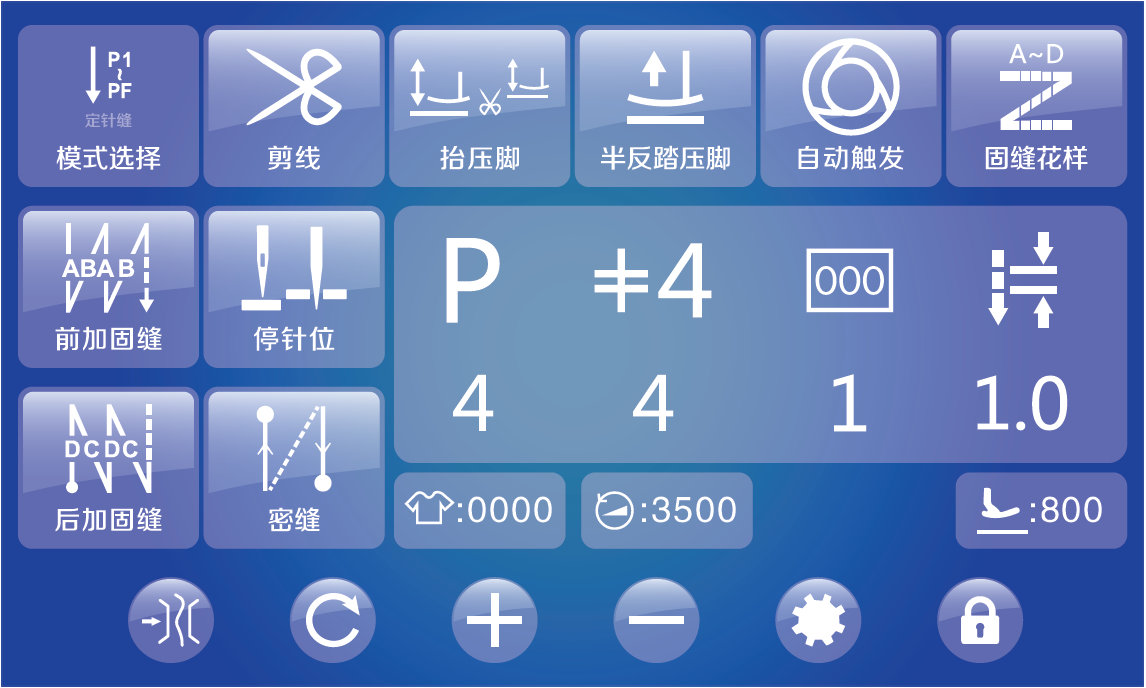 P1
~
PF
定针缝
模式选择
剪线
抬压脚
半反踏压脚
自动触发
A~D
固缝花样
ABAB
前加固缝
停针位
P
4
000
4
4
1
1.0
DCDC
后加固缝
密缝
:0000
:3500
:800